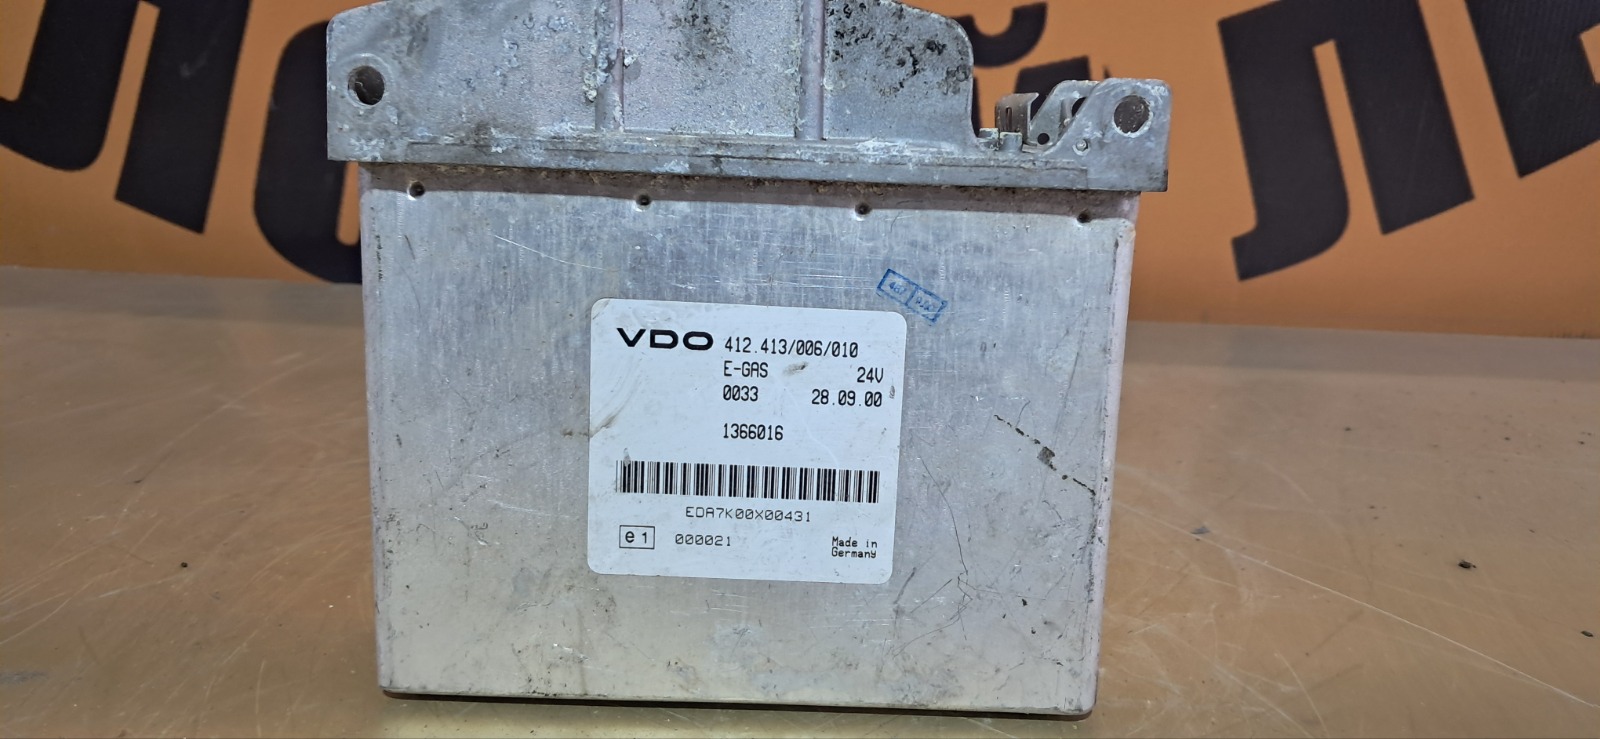 VDO 412.413/006/010
E-GAS 24V
0033 28.09.00
1366016
EDA7K00X00431
e1 000021 Made in
Germany